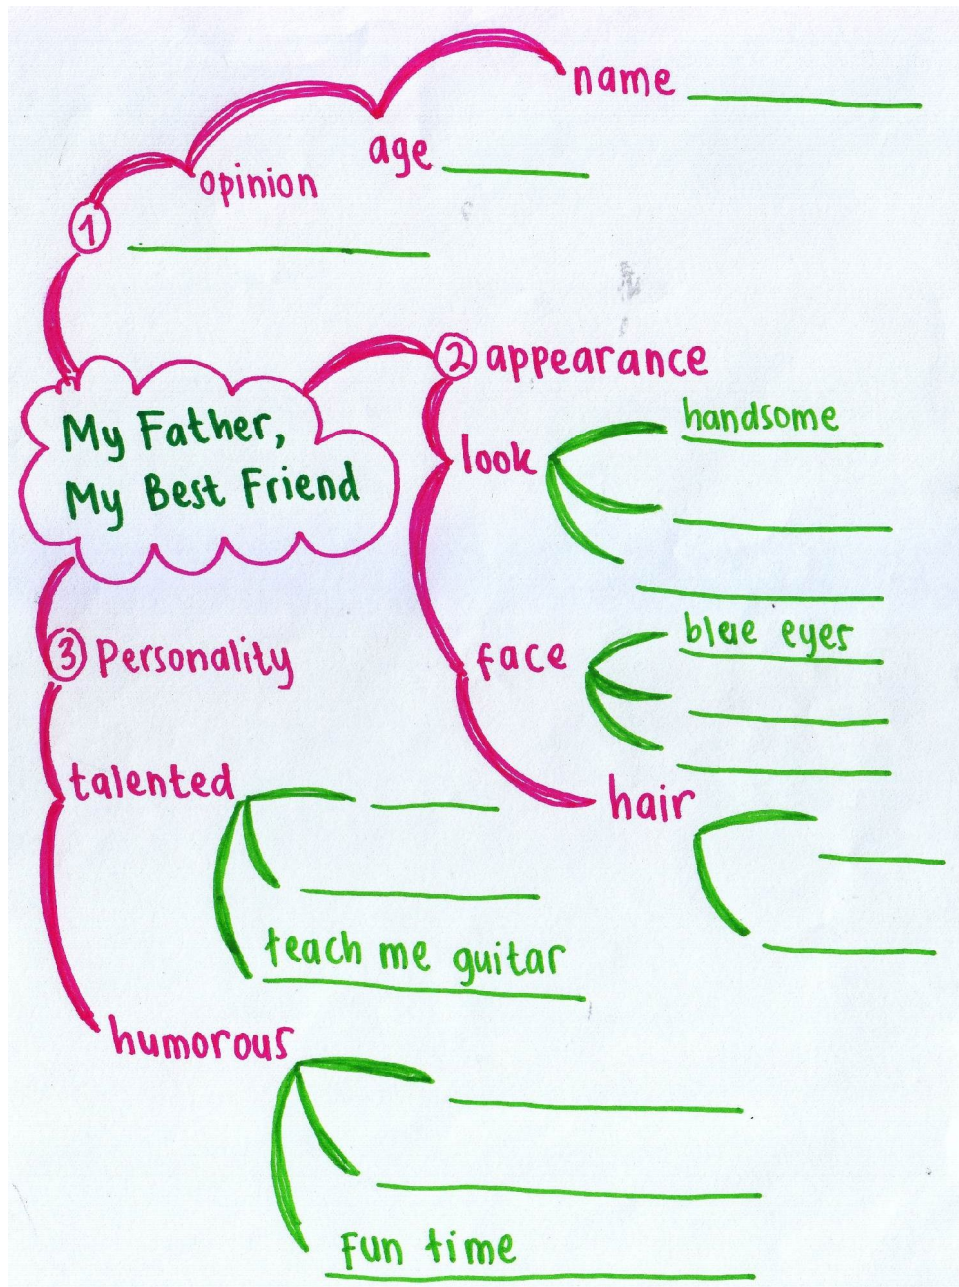 name
age
opinion
1
2 appearance
My Father,
My Best Friend
look
handsome
face
blue eyes
hair
3 Personality
talented
teach me guitar
humorous
Fun time